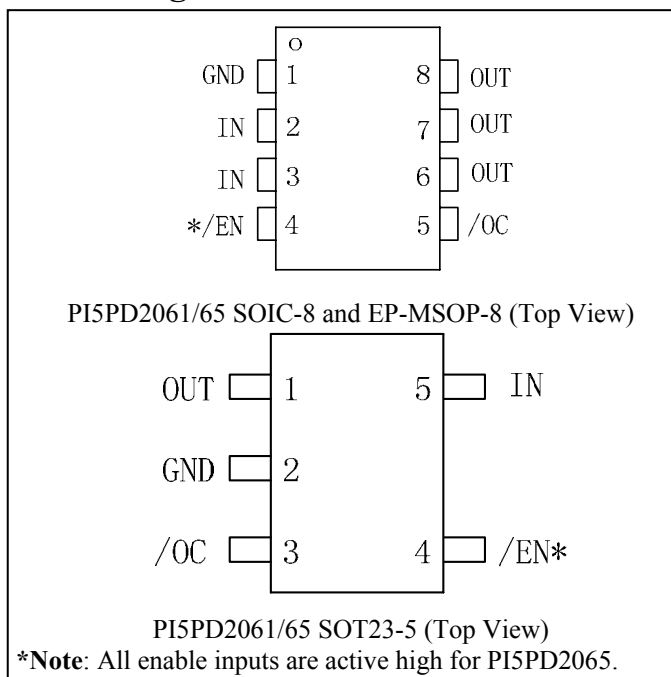 o
GND 1 8 OUT
IN 2 7 OUT
IN 3 6 OUT
*/EN 4 5 /OC
PI5PD2061/65 SOIC-8 and EP-MSOP-8 (Top View)
OUT 1 5 IN
GND 2
/OC 3 4 /EN*
PI5PD2061/65 SOT23-5 (Top View)
*Note: All enable inputs are active high for PI5PD2065.